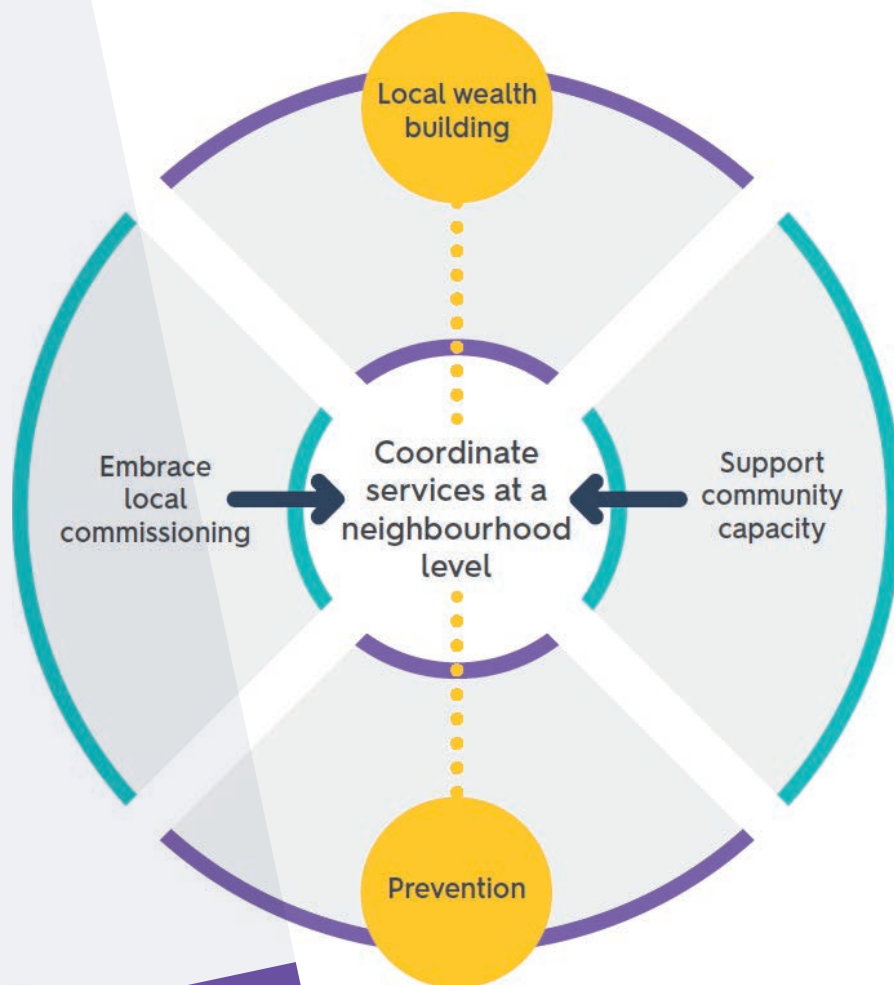 Local wealth
building
Embrace
local
commissioning
Coordinate
services at a
neighbourhood
level
Support
community
capacity
Prevention